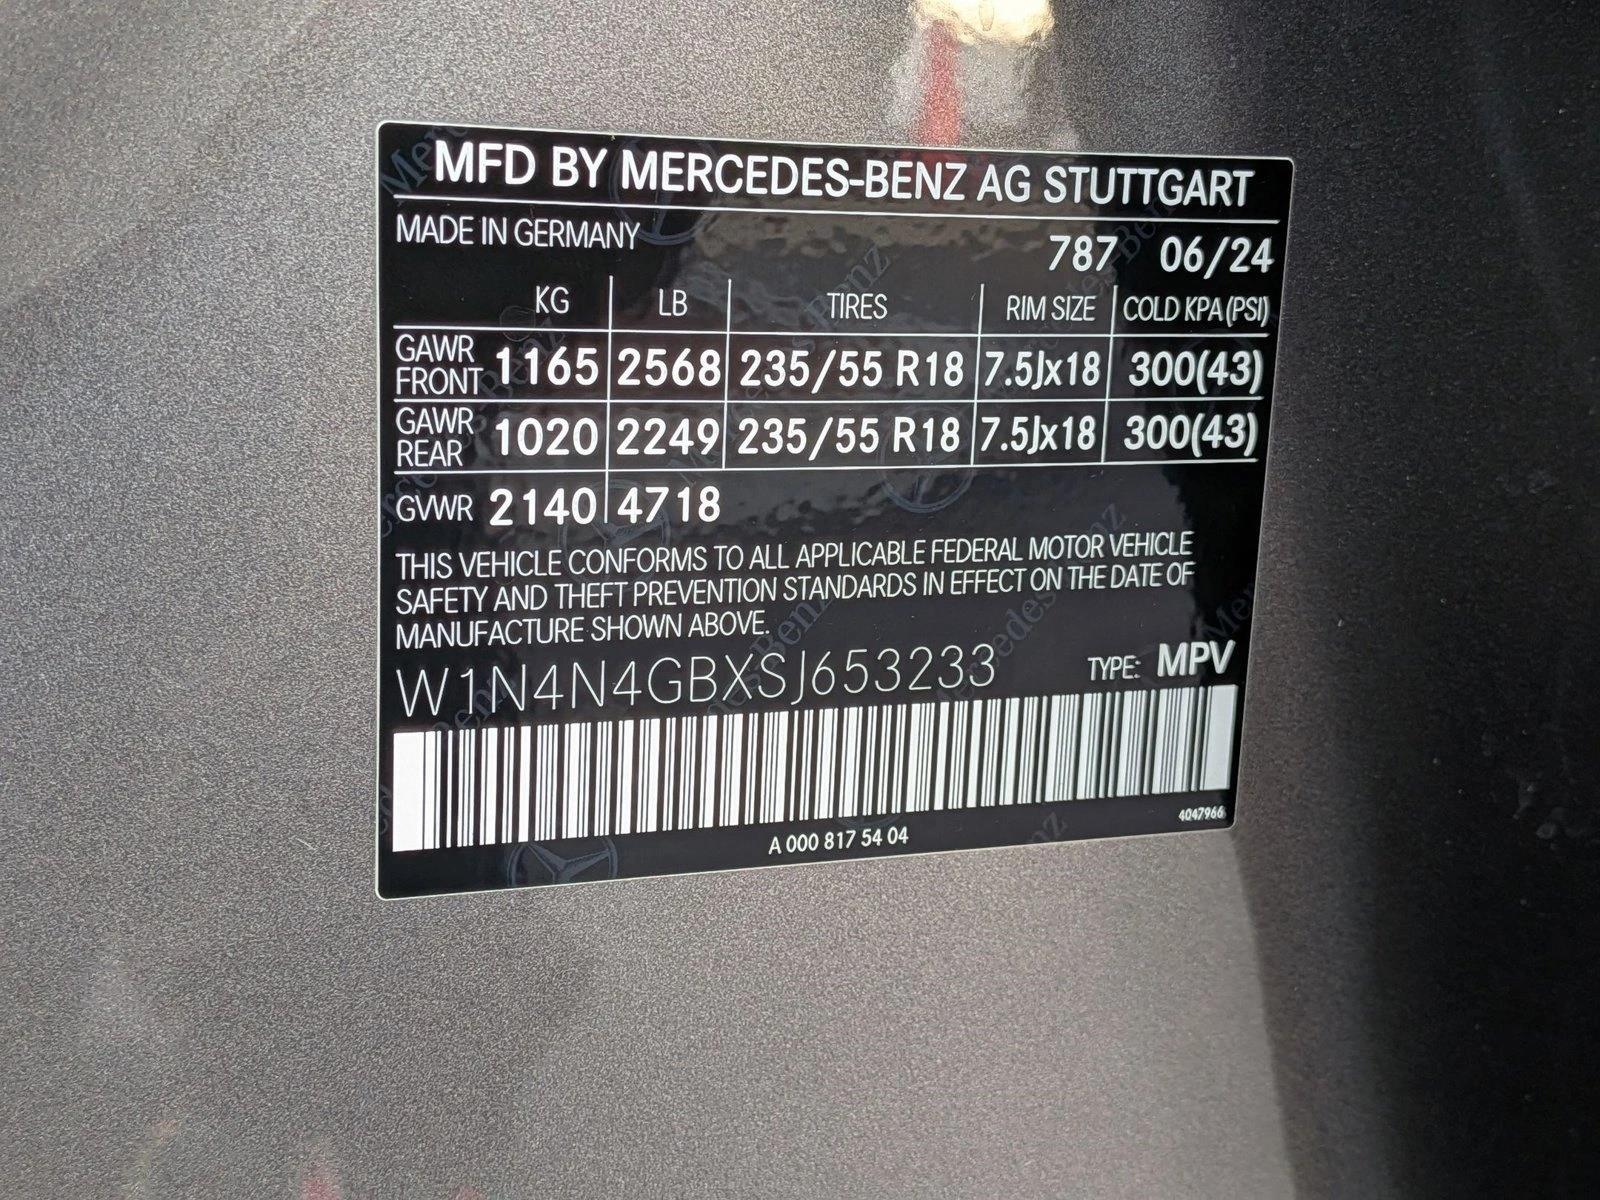 MFD BY MERCEDES-BENZ AG STUTTGART
MADE IN GERMANY
787 06/24
KG LB TIRES RIM SIZE COLD KPA(PSI)
GAWR FRONT 1165 2568 235/55 R18 7.5Jx18 300(43)
GAWR REAR 1020 2249 235/55 R18 7.5Jx18 300(43)
GVWR 2140 4718
THIS VEHICLE CONFORMS TO ALL APPLICABLE FEDERAL MOTOR VEHICLE
SAFETY AND THEFT PREVENTION STANDARDS IN EFFECT ON THE DATE OF
MANUFACTURE SHOWN ABOVE.
W1N4N4GBXSJ653233 TYPE: MPV
4047966
A 000 817 54 04